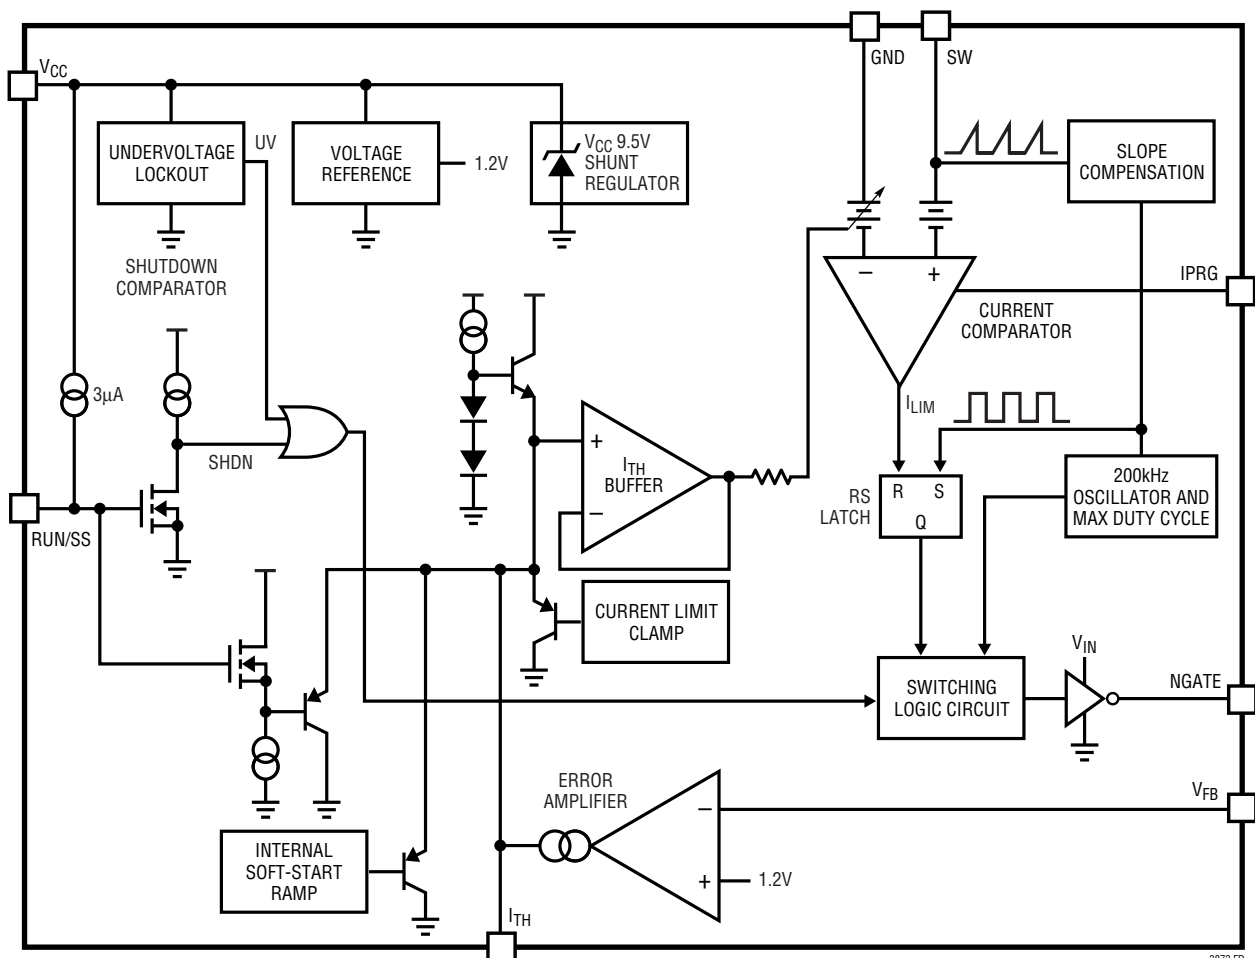 GND
SW
VCC
UNDERVOLTAGE
LOCKOUT
UV
VOLTAGE
REFERENCE
1.2V
VCC 9.5V
SHUNT
REGULATOR
SLOPE
COMPENSATION
SHUTDOWN
COMPARATOR
–
+
IPRG
CURRENT
COMPARATOR
3µA
ILIM
SHDN
+
ITH
BUFFER
–
RS
LATCH
R
S
Q
200kHz
OSCILLATOR AND
MAX DUTY CYCLE
RUN/SS
CURRENT LIMIT
CLAMP
VIN
SWITCHING
LOGIC CIRCUIT
NGATE
ERROR
AMPLIFIER
–
VFB
INTERNAL
SOFT-START
RAMP
+
1.2V
ITH